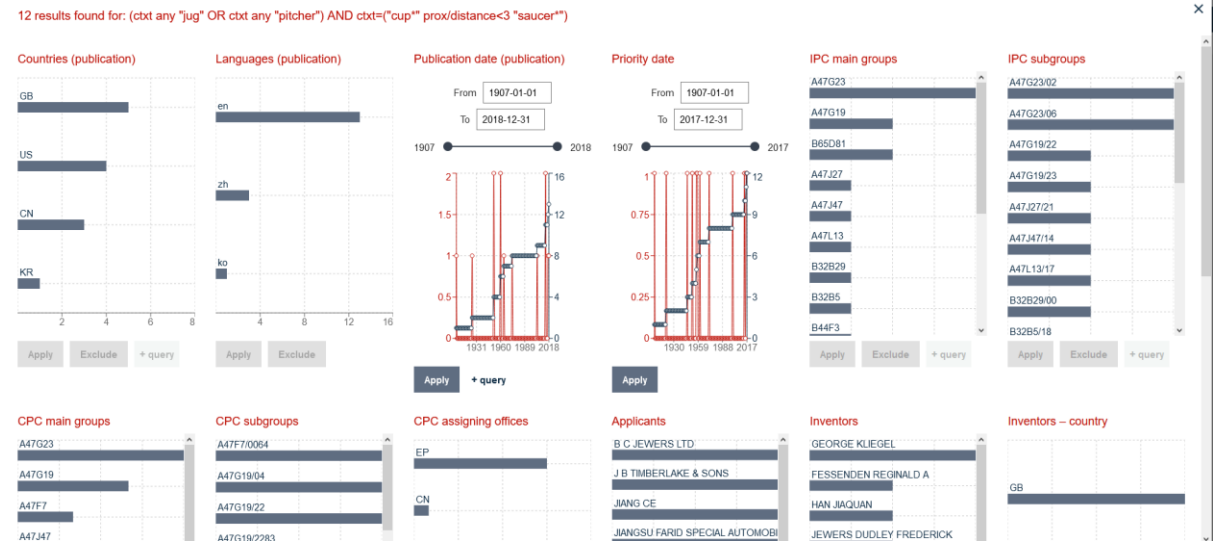 12 results found for: (ctxt any "jug" OR ctxt any "pitcher") AND ctxt=("cup*" prox/distance<3 "saucer*")
×
Countries (publication)
GB
US
CN
KR
2 4 6 8
Apply Exclude + query
Languages (publication)
en
zh
ko
4 8 12 16
Apply Exclude
Publication date (publication)
From 1907-01-01
To 2018-12-31
1907 2018
2 16
1.5 12
1 8
0.5 4
0 0
1931 1960 1989 2018
Apply + query
Priority date
From 1907-01-01
To 2017-12-31
1907 2017
1 12
0.75 9
0.5 6
0.25 3
0 0
1930 1959 1988 2017
Apply
IPC main groups
A47G23
A47G19
B65D81
A47J27
A47J47
A47L13
B32B29
B32B5
B44F3
Apply Exclude + query
IPC subgroups
A47G23/02
A47G23/06
A47G19/22
A47G19/23
A47J27/21
A47J47/14
A47L13/17
B32B29/00
B32B5/18
Apply Exclude + query
CPC main groups
A47G23
A47G19
A47F7
A47J47
CPC subgroups
A47F7/0064
A47G19/04
A47G19/22
A47G19/2283
CPC assigning offices
EP
CN
Applicants
B C JEWERS LTD
J B TIMBERLAKE & SONS
JIANG CE
JIANGSU FARID SPECIAL AUTOMOBI
Inventors
GEORGE KLIEGEL
FESSENDEN REGINALD A
HAN JIAQUAN
JEWERS DUDLEY FREDERICK
Inventors – country
GB